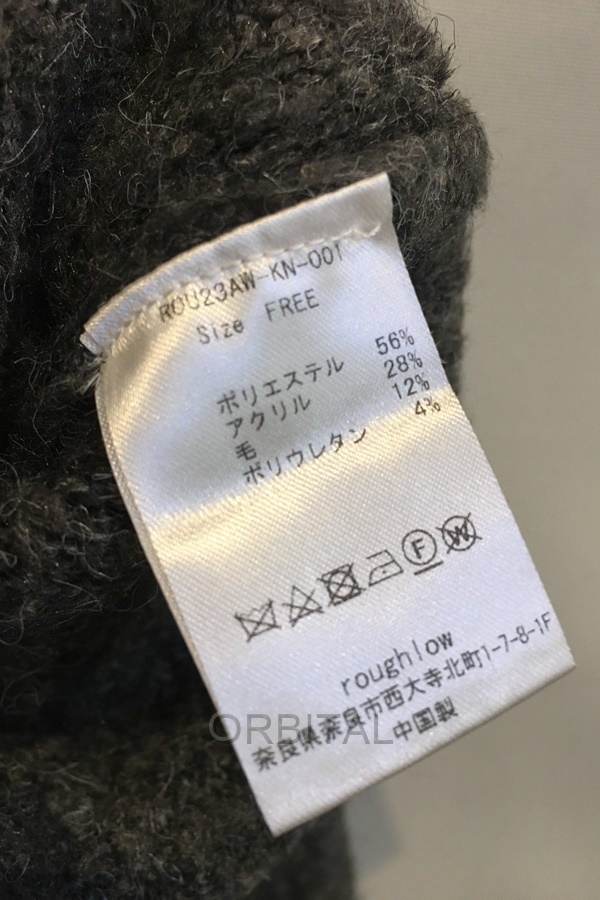 ROU23AW-KN-001
Size FREE
ポリエステル 56%
アクリル 28%
毛 12%
ポリウレタン 4%
F W
roughlow
奈良県奈良市西大寺北町1-7-8-1F
中国製
ORBITAL